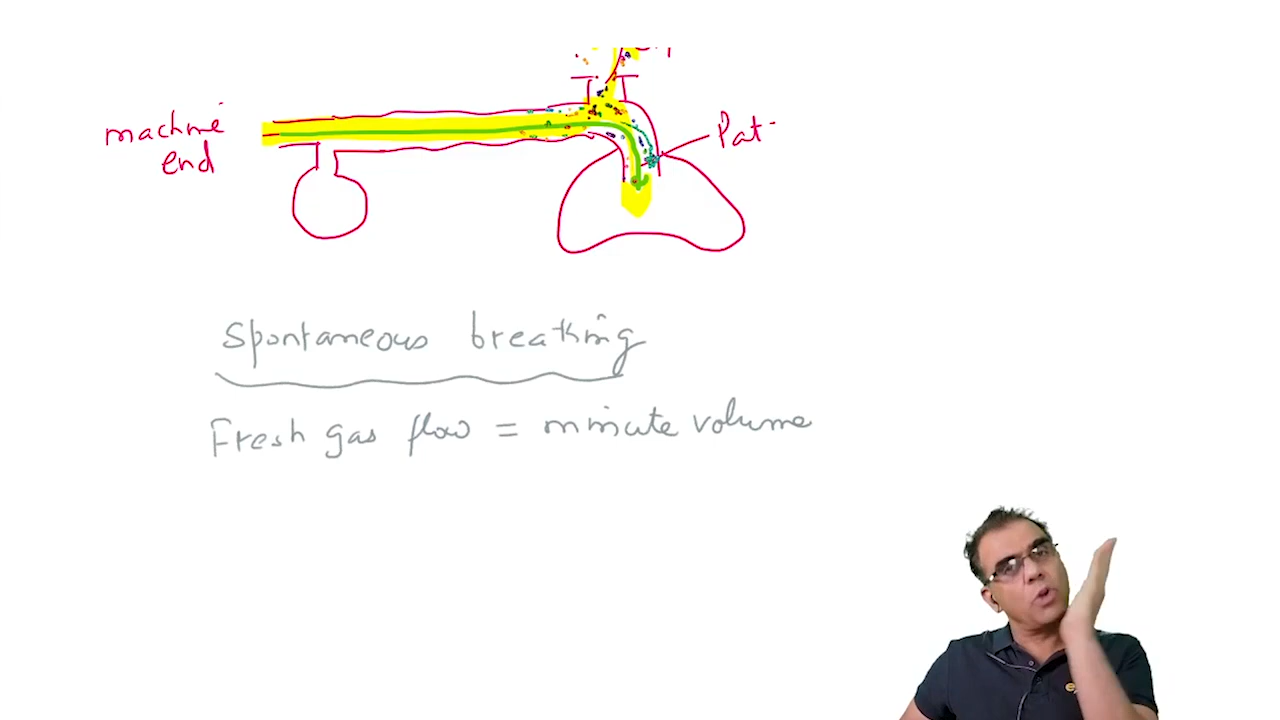 machine
end
Pat
Spontaneous breathing
Fresh gas flow = minute volume